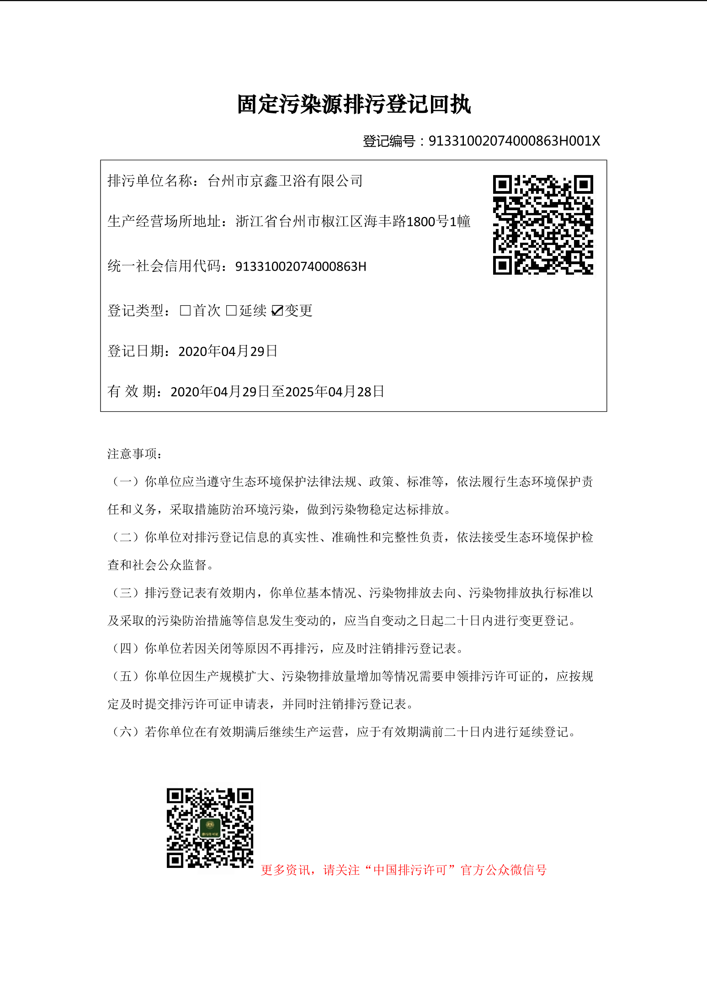 固定污染源排污登记回执
登记编号：91331002074000863H001X
排污单位名称：台州市京鑫卫浴有限公司
生产经营场所地址：浙江省台州市椒江区海丰路1800号1幢
统一社会信用代码：91331002074000863H
登记类型：☐首次 ☐延续 ☑变更
登记日期：2020年04月29日
有 效 期：2020年04月29日至2025年04月28日
注意事项：
（一）你单位应当遵守生态环境保护法律法规、政策、标准等，依法履行生态环境保护责
任和义务，采取措施防治环境污染，做到污染物稳定达标排放。
（二）你单位对排污登记信息的真实性、准确性和完整性负责，依法接受生态环境保护检
查和社会公众监督。
（三）排污登记表有效期内，你单位基本情况、污染物排放去向、污染物排放执行标准以
及采取的污染防治措施等信息发生变动的，应当自变动之日起二十日内进行变更登记。
（四）你单位若因关闭等原因不再排污，应及时注销排污登记表。
（五）你单位因生产规模扩大、污染物排放量增加等情况需要申领排污许可证的，应按规
定及时提交排污许可证申请表，并同时注销排污登记表。
（六）若你单位在有效期满后继续生产运营，应于有效期满前二十日内进行延续登记。
排污许可证
更多资讯，请关注“中国排污许可”官方公众微信号